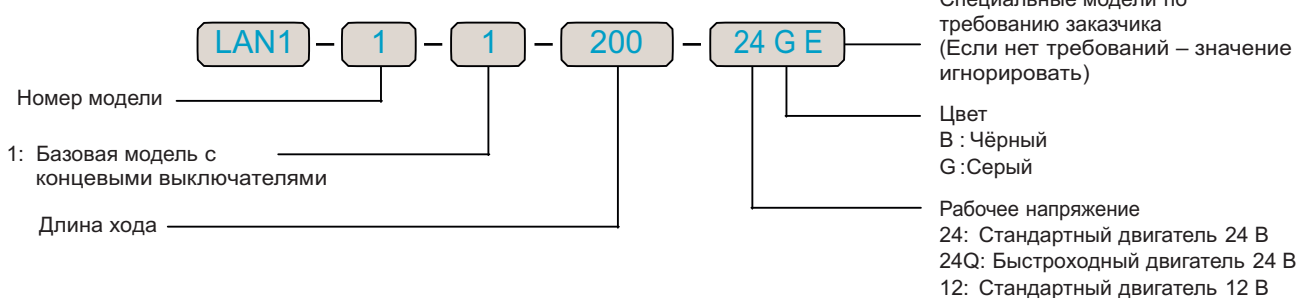 Специальные модели по
требованию заказчика
(Если нет требований – значение
игнорировать)
LAN1 – 1 – 1 – 200 – 24 G E
Номер модели
1: Базовая модель с
концевыми выключателями
Длина хода
Цвет
B : Чёрный
G :Серый
Рабочее напряжение
24: Стандартный двигатель 24 В
24Q: Быстроходный двигатель 24 В
12: Стандартный двигатель 12 В